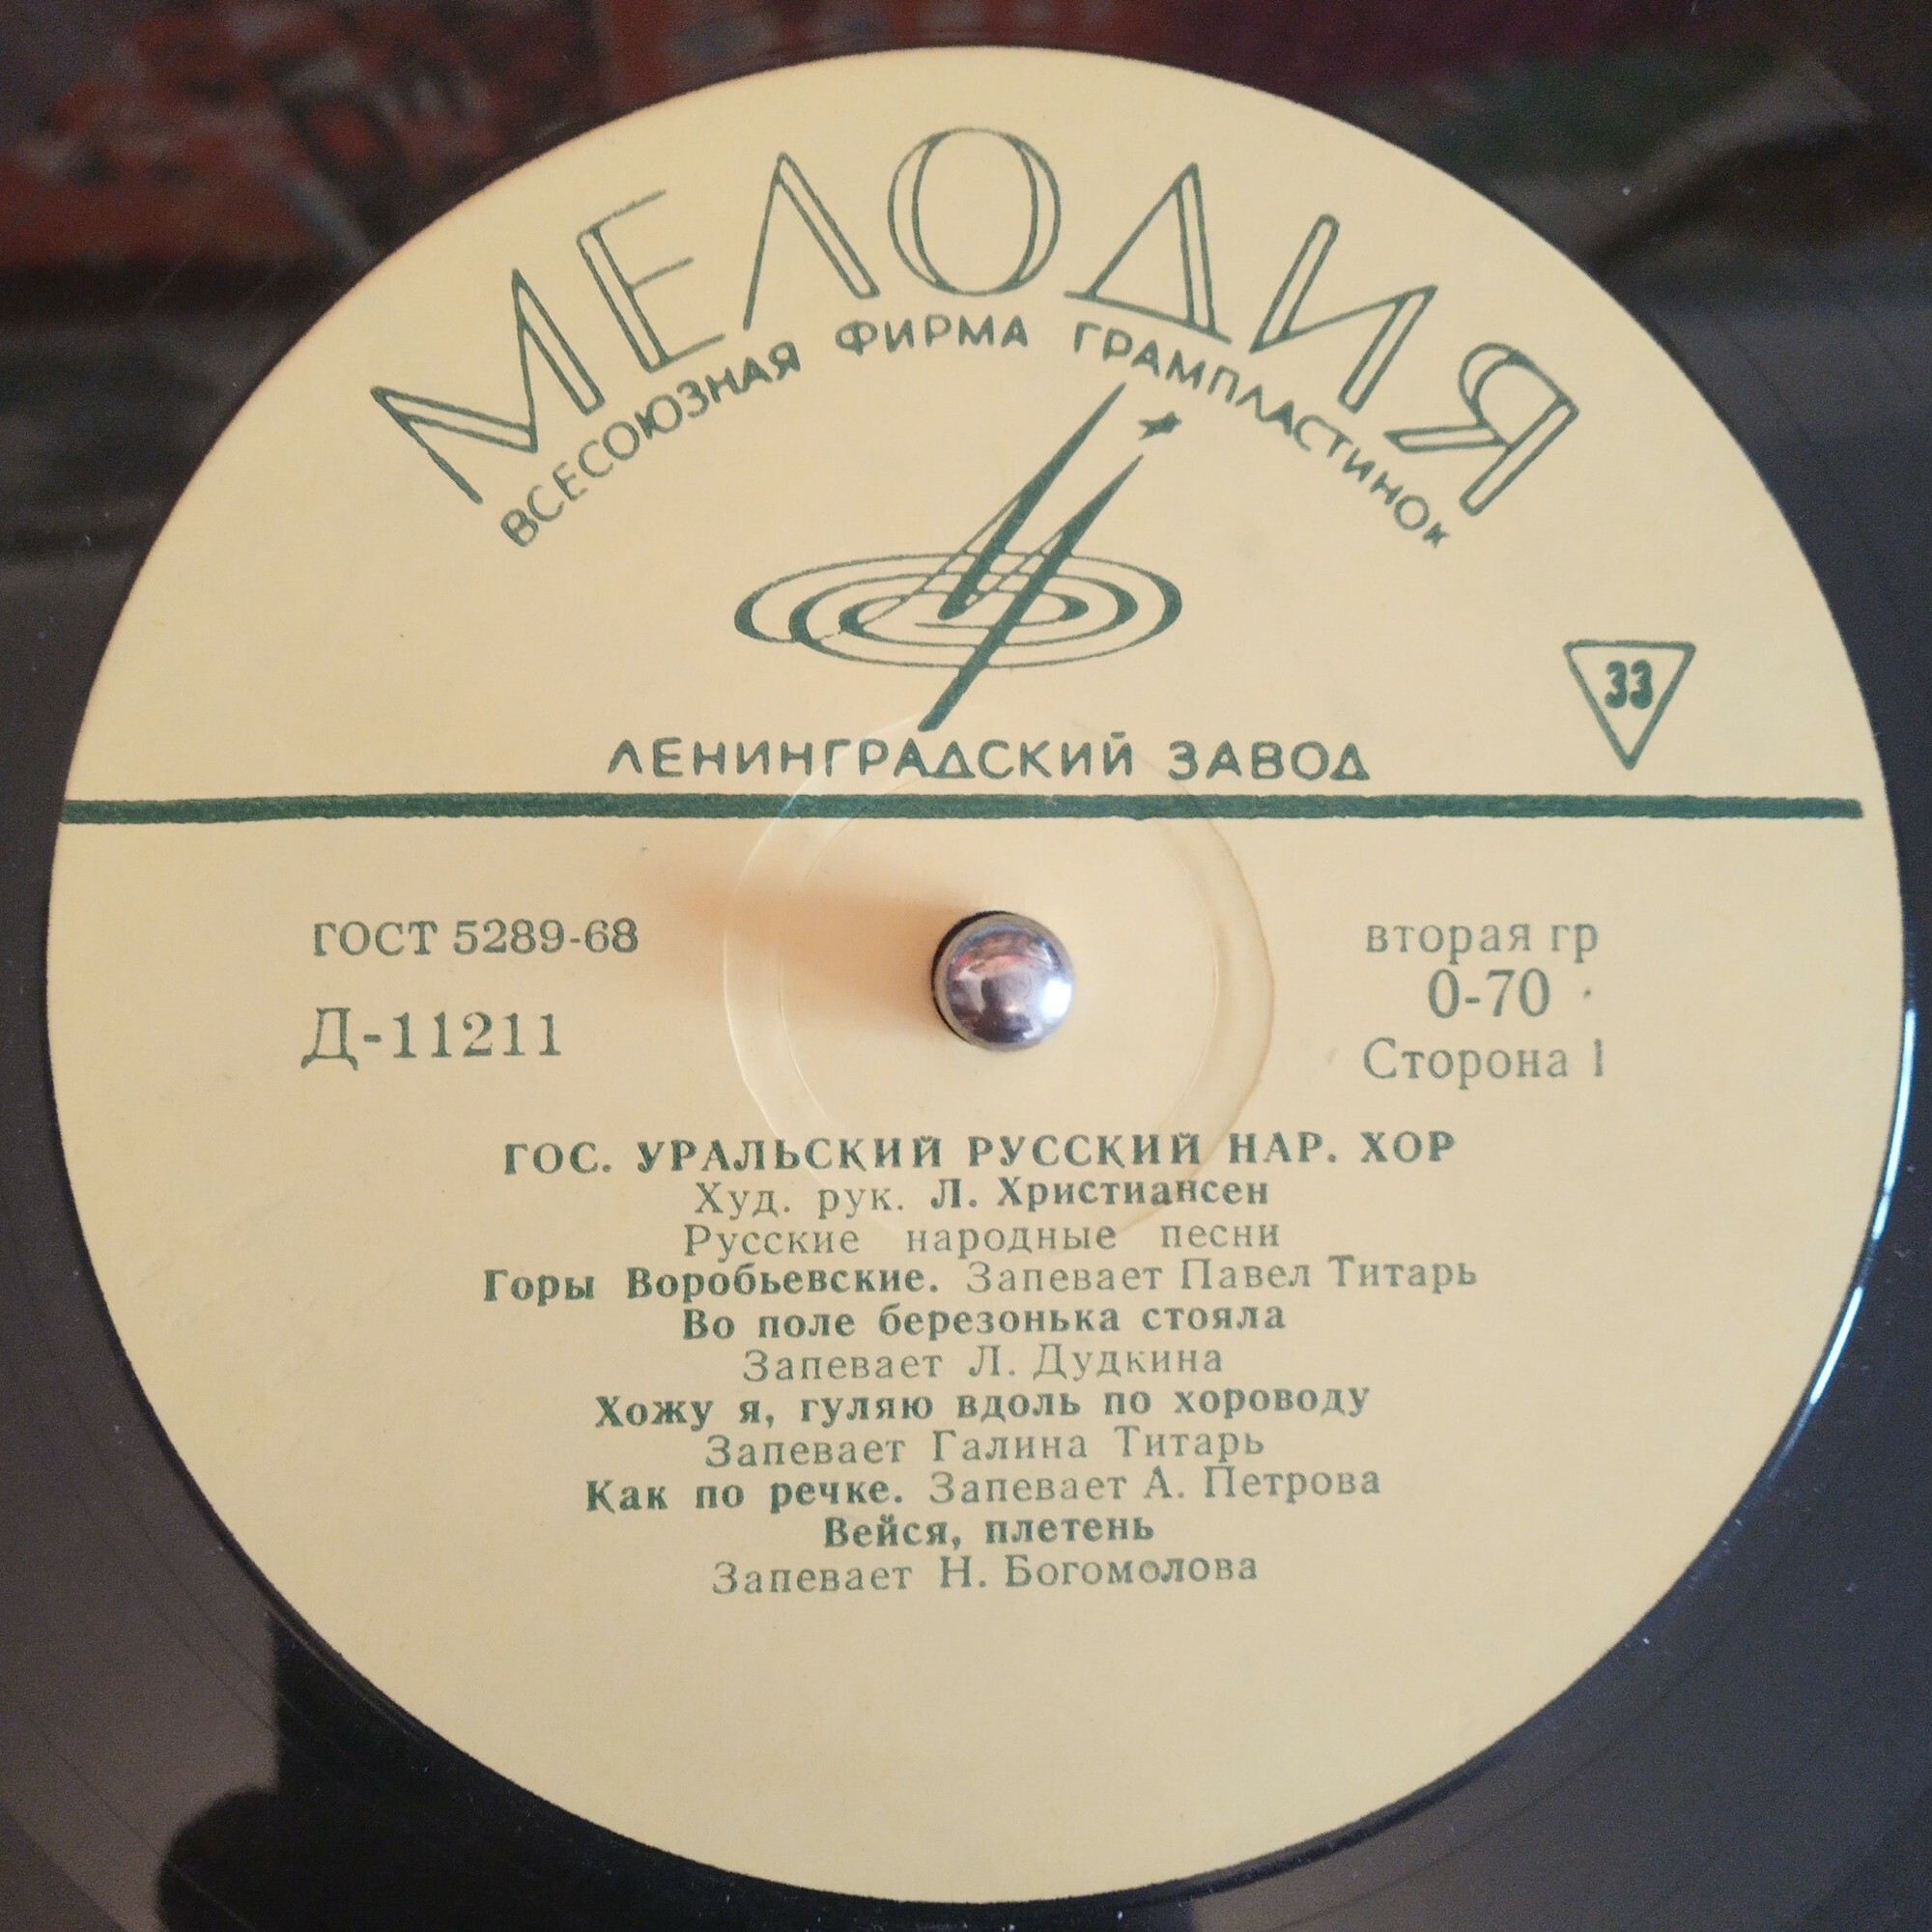 МЕЛОДИЯ
ВСЕСОЮЗНАЯ ФИРМА ГРАМПЛАСТИНОК
33
ЛЕНИНГРАДСКИЙ ЗАВОД
ГОСТ 5289-68
Д-11211
вторая гр
0-70
Сторона 1
ГОС. УРАЛЬСКИЙ РУССКИЙ НАР. ХОР
Худ. рук. Л. Христиансен
Русские народные песни
Горы Воробьевские. Запевает Павел Титарь
Во поле березонька стояла
Запевает Л. Дудкина
Хожу я, гуляю вдоль по хороводу
Запевает Галина Титарь
Как по речке. Запевает А. Петрова
Вейся, плетень
Запевает Н. Богомолова